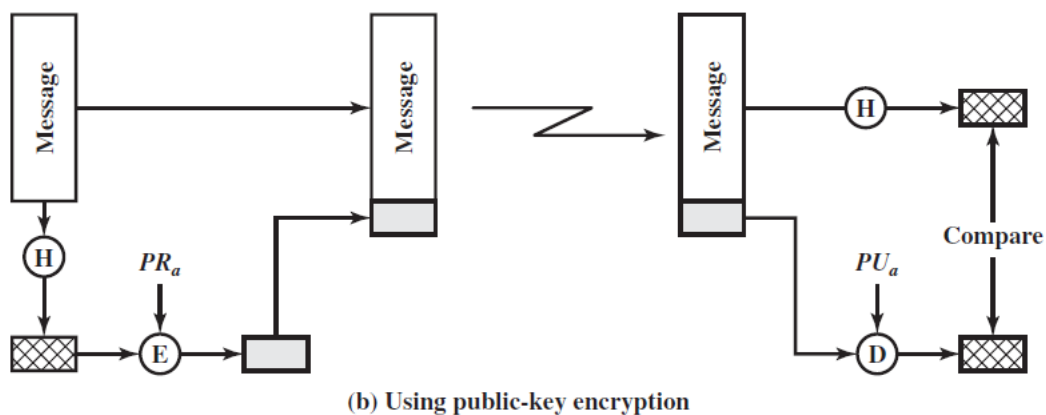 Message
Message
Message
H
H
Compare
PRa
PUa
E
D
(b) Using public-key encryption